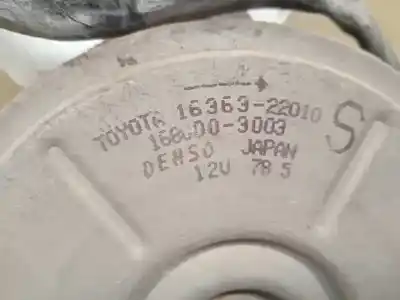 TOYOTA 16363-22010
168000-3003
DENSO JAPAN
12V 78 5
S